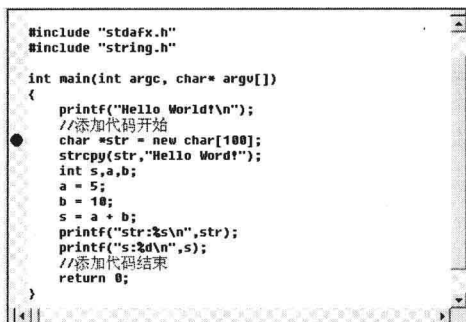 #include "stdafx.h"
#include "string.h"
int main(int argc, char* argv[])
{
printf("Hello World!\n");
//添加代码开始
char *str = new char[100];
strcpy(str,"Hello Word!");
int s,a,b;
a = 5;
b = 10;
s = a + b;
printf("str:%s\n",str);
printf("s:%d\n",s);
//添加代码结束
return 0;
}